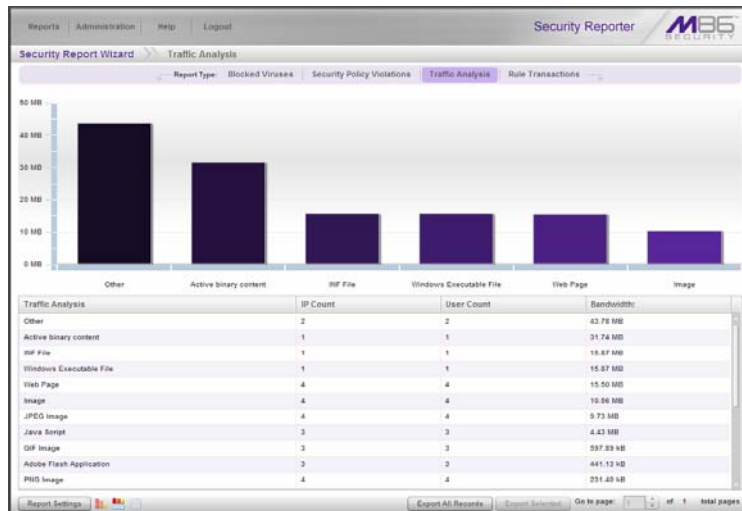 Reports Administration Help Logout Security Reporter M86 SECURITY
Security Report Wizard Traffic Analysis
Report Type: Blocked Viruses Security Policy Violations Traffic Analysis Rule Transactions
50 MB
40 MB
30 MB
20 MB
10 MB
0 MB
Other Active binary content INF File Windows Executable File Web Page Image
Traffic Analysis IP Count User Count Bandwidth
Other 2 2 43.78 MB
Active binary content 1 1 31.74 MB
INF File 1 1 15.87 MB
Windows Executable File 1 1 15.87 MB
Web Page 4 4 15.50 MB
Image 4 4 10.56 MB
JPEG Image 4 4 9.73 MB
Java Script 3 3 4.43 MB
GIF Image 3 3 597.89 kB
Adobe Flash Application 3 3 441.13 kB
PNG Image 4 4 231.40 kB
Report Settings Export All Records Export Selected Go to page: 1 of 1 total pages